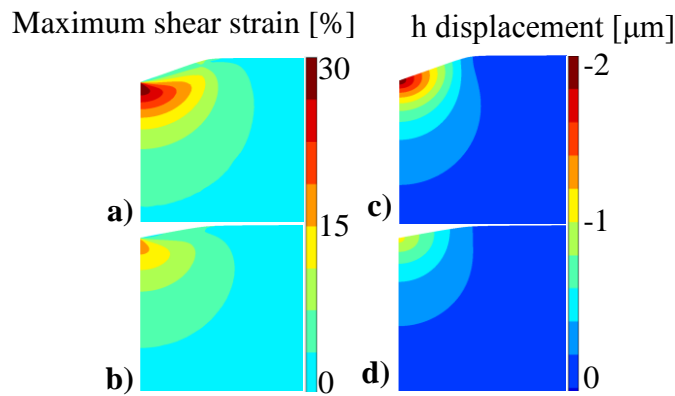 Maximum shear strain [%] h displacement [μm]
30 -2
a) 15 c) -1
b) 0 d) 0